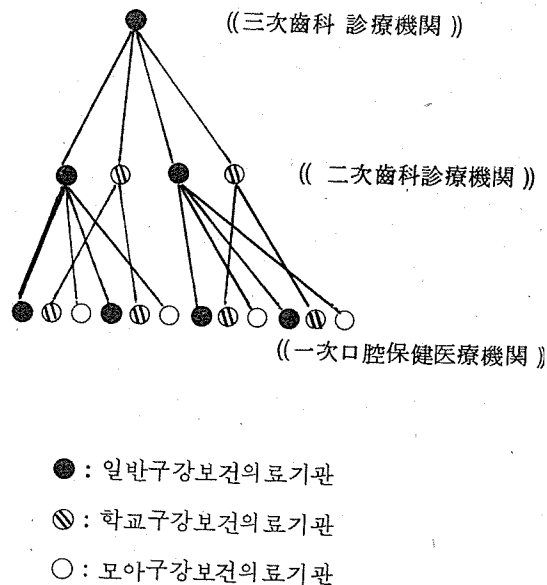 ((三次齒科 診療機関))
(( 二次齒科診療機関))
((一次口腔保健医療機関))
● : 일반구강보건의료기관
◍ : 학교구강보건의료기관
○ : 모아구강보건의료기관